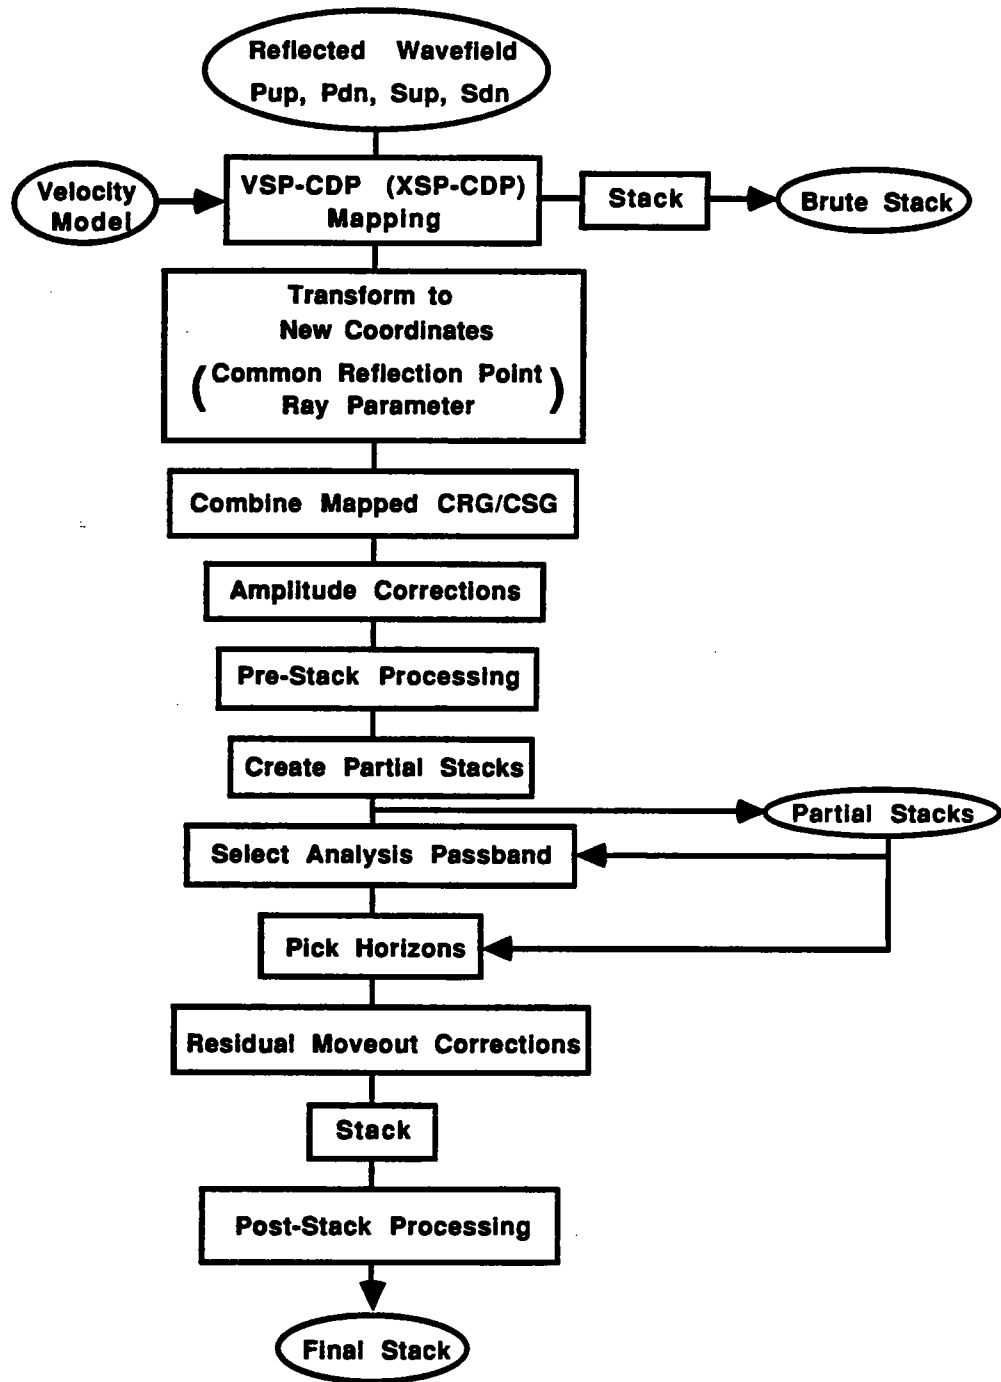 Reflected Wavefield
Pup, Pdn, Sup, Sdn
Velocity
Model
VSP-CDP (XSP-CDP)
Mapping
Stack
Brute Stack
Transform to
New Coordinates
(Common Reflection Point
Ray Parameter)
Combine Mapped CRG/CSG
Amplitude Corrections
Pre-Stack Processing
Create Partial Stacks
Partial Stacks
Select Analysis Passband
Pick Horizons
Residual Moveout Corrections
Stack
Post-Stack Processing
Final Stack